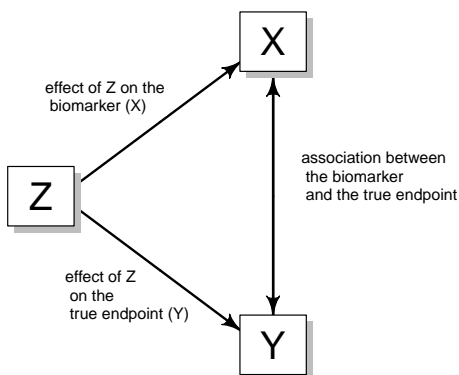 X
effect of Z on the
biomarker (X)
association between
the biomarker
and the true endpoint
Z
effect of Z
on the
true endpoint (Y)
Y